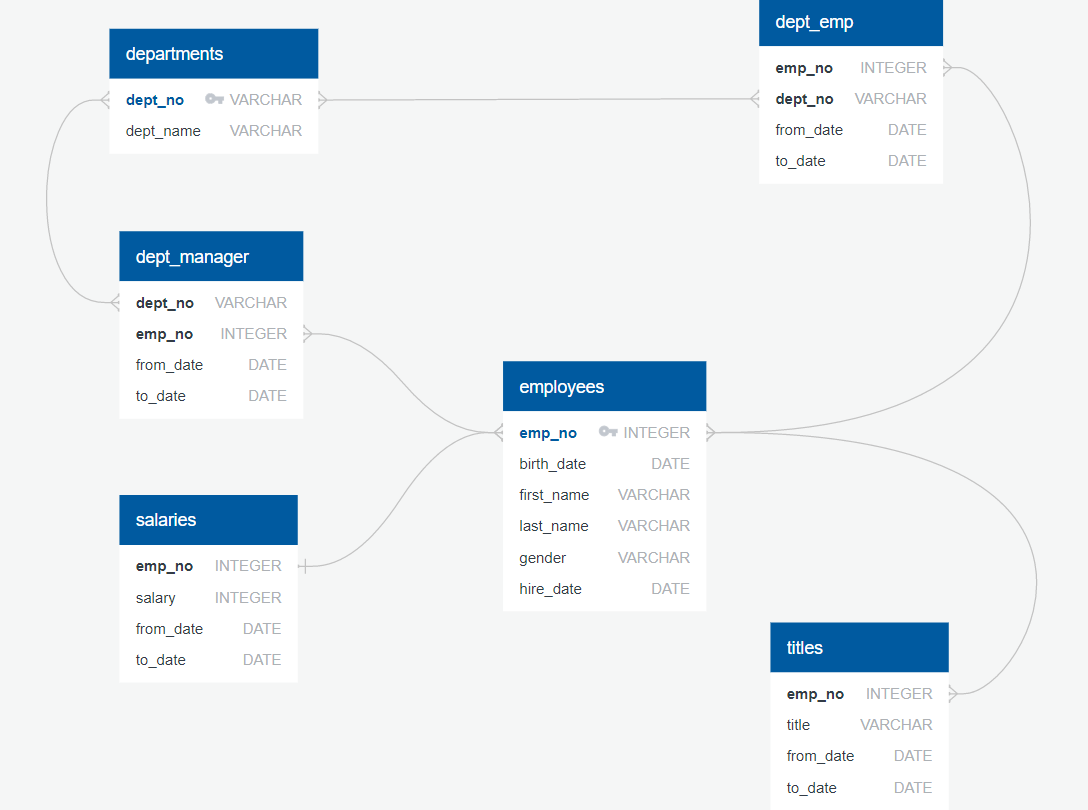 departments
dept_no VARCHAR
dept_name VARCHAR
dept_emp
emp_no INTEGER
dept_no VARCHAR
from_date DATE
to_date DATE
dept_manager
dept_no VARCHAR
emp_no INTEGER
from_date DATE
to_date DATE
employees
emp_no INTEGER
birth_date DATE
first_name VARCHAR
last_name VARCHAR
gender VARCHAR
hire_date DATE
salaries
emp_no INTEGER
salary INTEGER
from_date DATE
to_date DATE
titles
emp_no INTEGER
title VARCHAR
from_date DATE
to_date DATE